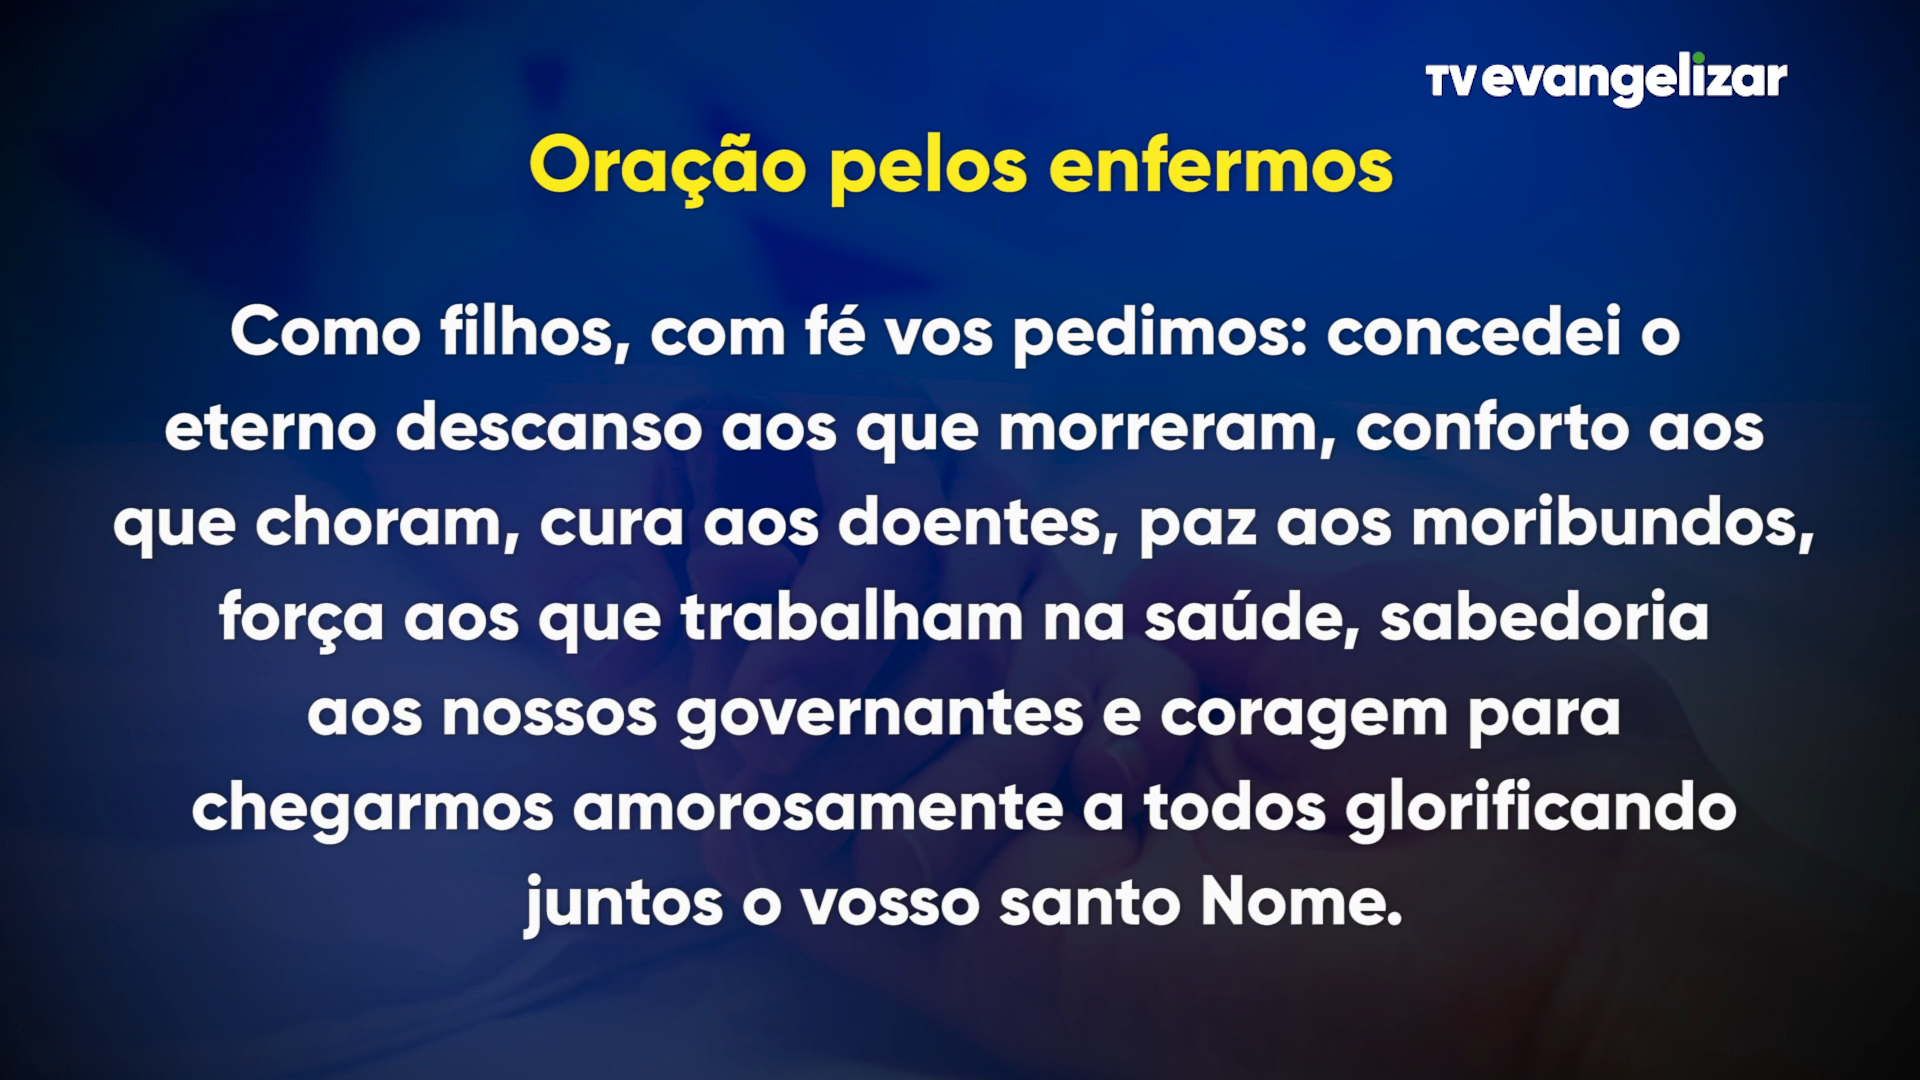 TV evangelizar
Oração pelos enfermos
Como filhos, com fé vos pedimos: concedei o
eterno descanso aos que morreram, conforto aos
que choram, cura aos doentes, paz aos moribundos,
força aos que trabalham na saúde, sabedoria
aos nossos governantes e coragem para
chegarmos amorosamente a todos glorificando
juntos o vosso santo Nome.